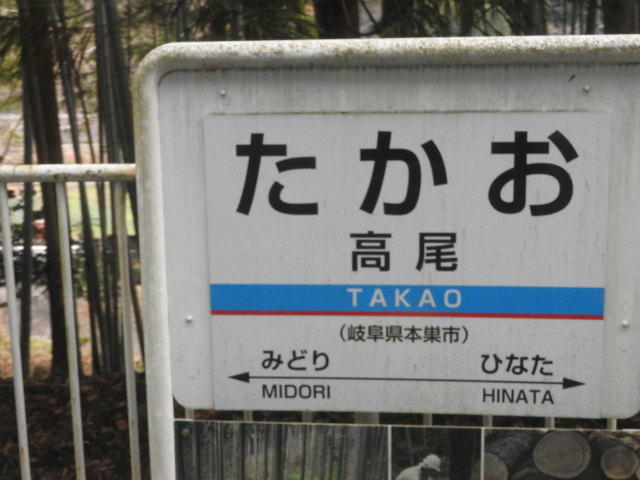 たかお
高尾
TAKAO
（岐阜県本巣市）
みどり ひなた
MIDORI HINATA